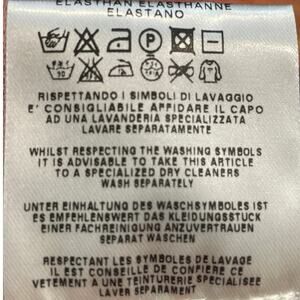 ELASTHAN ELASTHANNE
ELASTANO
P
RISPETTANDO I SIMBOLI DI LAVAGGIO
E' CONSIGLIABILE AFFIDARE IL CAPO
AD UNA LAVANDERIA SPECIALIZZATA
LAVARE SEPARATAMENTE
WHILST RESPECTING THE WASHING SYMBOLS
IT IS ADVISABLE TO TAKE THIS ARTICLE
TO A SPECIALIZED DRY CLEANERS
WASH SEPARATELY
UNTER EINHALTUNG DES WASCHSYMBOLES IST
ES EMPFEHLENSWERT DAS KLEIDUNGSSTÜCK
EINER FACHREINIGUNG ANZUVERTRAUEN
SEPARAT WASCHEN
RESPECTANT LES SYMBOLES DE LAVAGE
IL EST CONSEILLÉ DE CONFIER CE
VETEMENT A UNE TEINTURERIE SPECIALISEE
LAVER SEPAREMENT